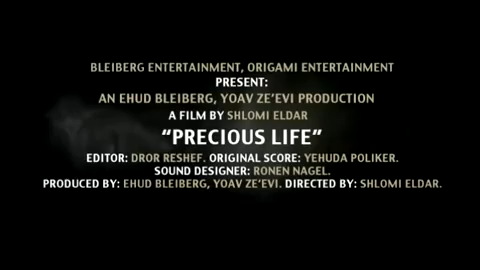 BLEIBERG ENTERTAINMENT, ORIGAMI ENTERTAINMENT
PRESENT:
AN EHUD BLEIBERG, YOAV ZE'EVI PRODUCTION
A FILM BY SHLOMI ELDAR
“PRECIOUS LIFE”
EDITOR: DROR RESHEF. ORIGINAL SCORE: YEHUDA POLIKER.
SOUND DESIGNER: RONEN NAGEL.
PRODUCED BY: EHUD BLEIBERG, YOAV ZE'EVI. DIRECTED BY: SHLOMI ELDAR.